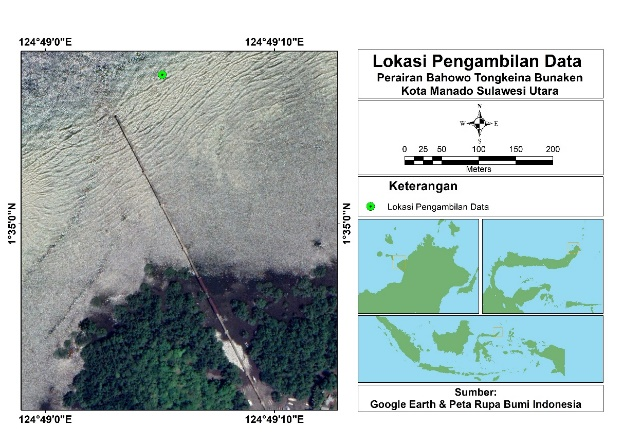 124°49'0"E 124°49'10"E
1°35'0"N 1°35'0"N
124°49'0"E 124°49'10"E
Lokasi Pengambilan Data
Perairan Bahowo Tongkeina Bunaken
Kota Manado Sulawesi Utara
N
W E
S
0 25 50 100 150 200
Meters
Keterangan
Lokasi Pengambilan Data
Sumber:
Google Earth & Peta Rupa Bumi Indonesia